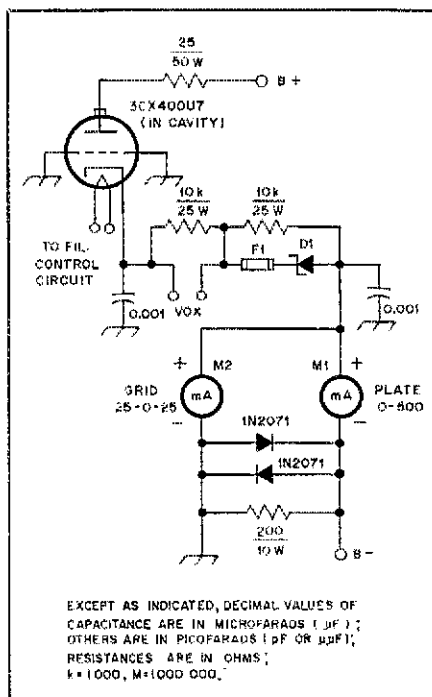 25
50 W
B +
3CX400U7
(IN CAVITY)
10k
25 W
10k
25 W
F1
D1
TO FIL.
CONTROL
CIRCUIT
0.001
VOX
0.001
+
M2
M1
+
mA
mA
GRID
25-0-25
PLATE
0-500
-
-
1N2071
1N2071
200
10 W
B-
EXCEPT AS INDICATED, DECIMAL VALUES OF
CAPACITANCE ARE IN MICROFARADS ( µF ) ;
OTHERS ARE IN PICOFARADS ( pF OR µµF);
RESISTANCES ARE IN OHMS ;
k = 1000, M=1000 000.